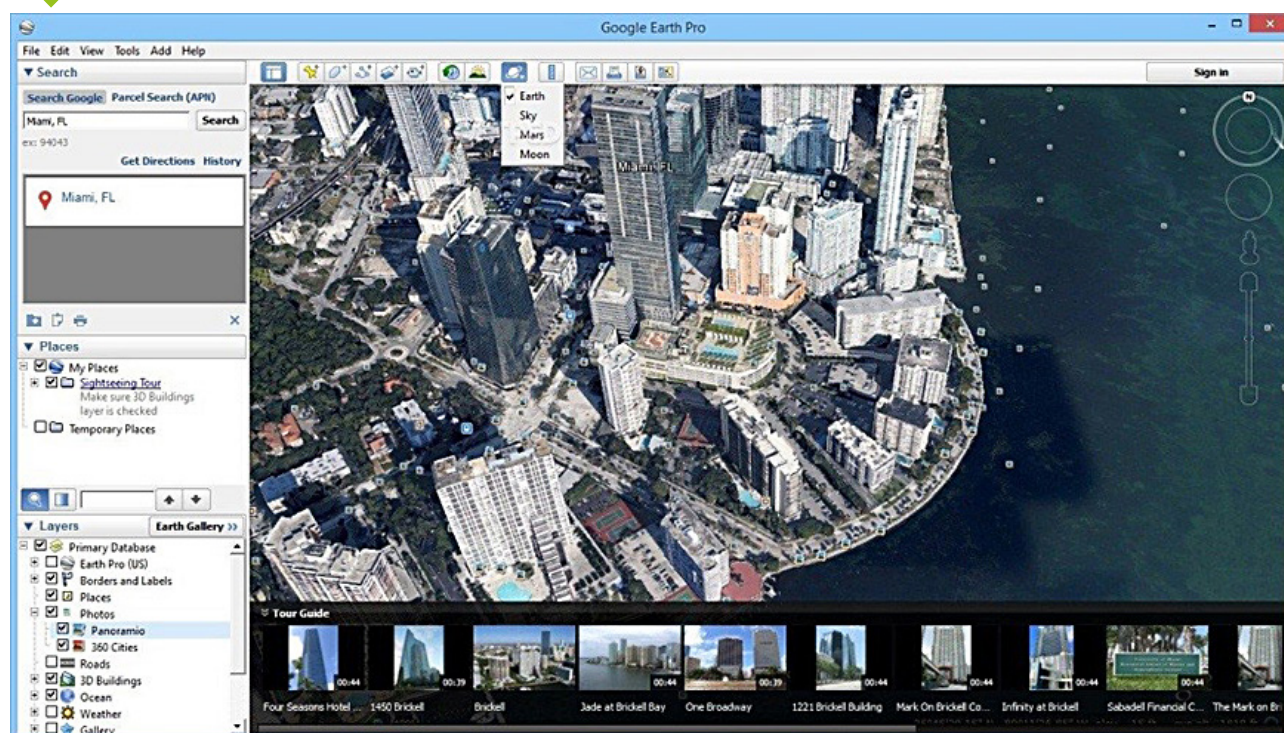 Google Earth Pro
File Edit View Tools Add Help
Search
Sign in
Search Google Parcel Search (APN)
Earth
Sky
Mars
Moon
N
Miami, FL
Search
ex: 94043
Get Directions History
Miami, FL
Miami, FL
Places
My Places
Sightseeing Tour
Make sure 3D Buildings
layer is checked
Temporary Places
Layers
Earth Gallery >>
Primary Database
Earth Pro (US)
Borders and Labels
Places
Photos
Panoramio
360 Cities
Roads
3D Buildings
Ocean
Weather
Gallery
Tour Guide
00:44 00:39 00:44 00:39 00:44 00:44 00:44 00:44
Four Seasons Hotel ... 1450 Brickell Brickell Jade at Brickell Bay One Broadway 1221 Brickell Building Mark On Brickell Co... Infinity at Brickell Sabadell Financial C... The Mark on Bri